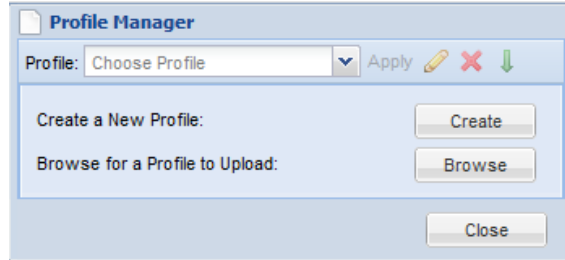 Profile Manager
Profile: Choose Profile Apply
Create a New Profile: Create
Browse for a Profile to Upload: Browse
Close